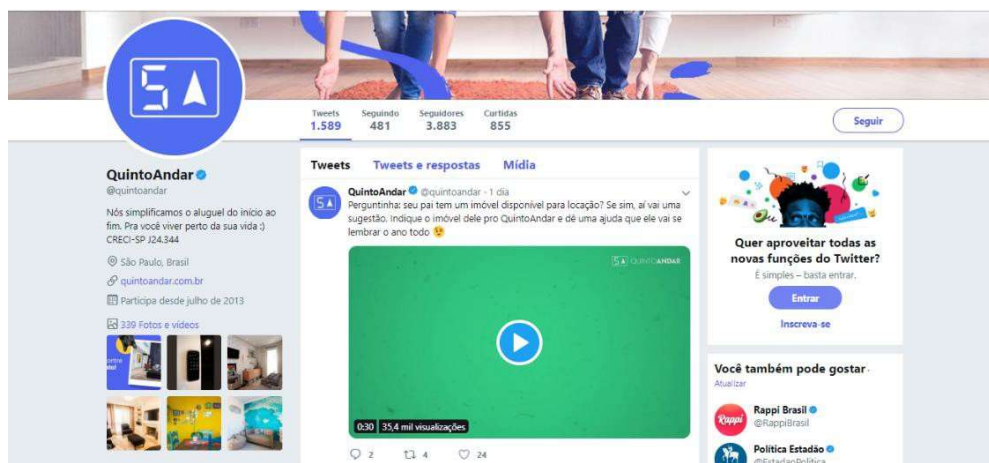 5
Tweets Seguindo Seguidores Curtidas
1.589 481 3.883 855
Seguir
QuintoAndar
@quintoandar
Nós simplificamos o aluguel do início ao
fim. Pra você viver perto da sua vida :)
CRECI-SP J24.344
São Paulo, Brasil
quintoandar.com.br
Participa desde julho de 2013
339 Fotos e vídeos
Tweets Tweets e respostas Mídia
QuintoAndar @quintoandar · 1 dia
Perguntinha: seu pai tem um imóvel disponível para locação? Se sim, aí vai uma
sugestão. Indique o imóvel dele pro QuintoAndar e dê uma ajuda que ele vai se
lembrar o ano todo
5 QUINTOANDAR
0:30 35,4 mil visualizações
2 4 24
Quer aproveitar todas as
novas funções do Twitter?
É simples – basta entrar.
Entrar
Inscreva-se
Você também pode gostar ·
Atualizar
Rappi
Rappi Brasil
@RappiBrasil
Política Estadão
@EstadaoPolitica